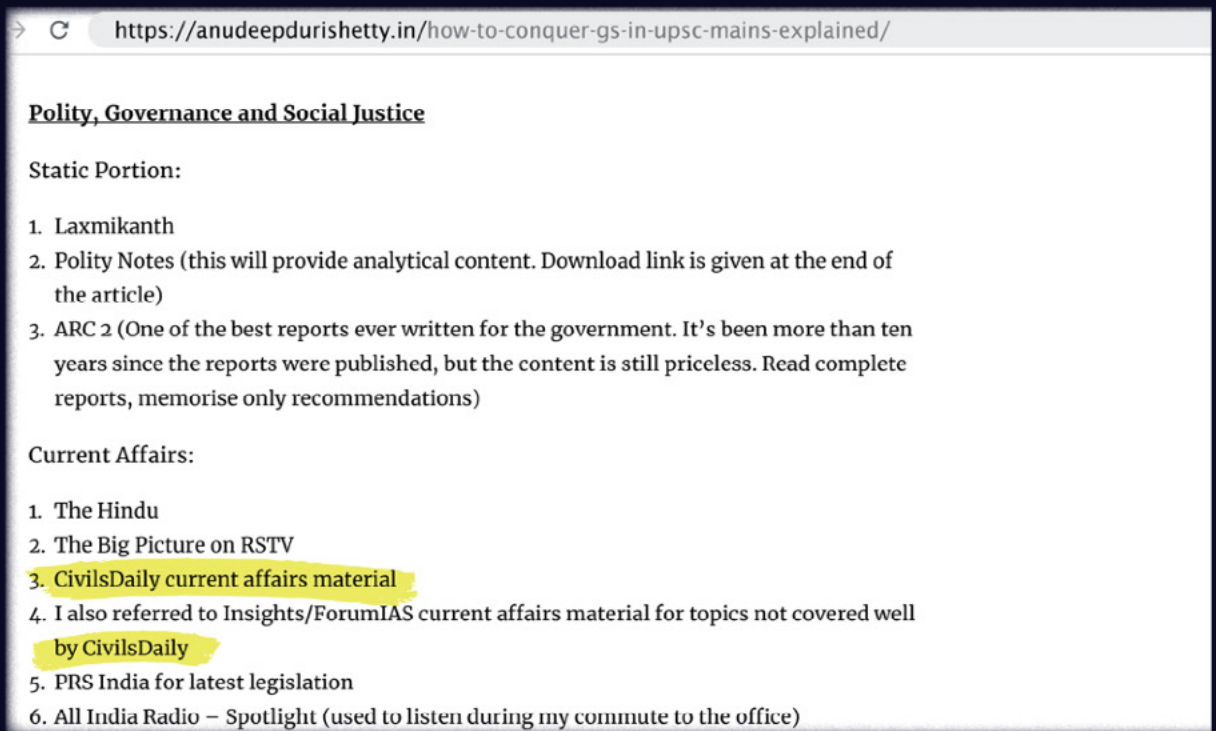 https://anudeepdurishetty.in/how-to-conquer-gs-in-upsc-mains-explained/
Polity, Governance and Social Justice
Static Portion:
1. Laxmikanth
2. Polity Notes (this will provide analytical content. Download link is given at the end of
the article)
3. ARC 2 (One of the best reports ever written for the government. It's been more than ten
years since the reports were published, but the content is still priceless. Read complete
reports, memorise only recommendations)
Current Affairs:
1. The Hindu
2. The Big Picture on RSTV
3. CivilsDaily current affairs material
4. I also referred to Insights/ForumIAS current affairs material for topics not covered well
by CivilsDaily
5. PRS India for latest legislation
6. All India Radio – Spotlight (used to listen during my commute to the office)